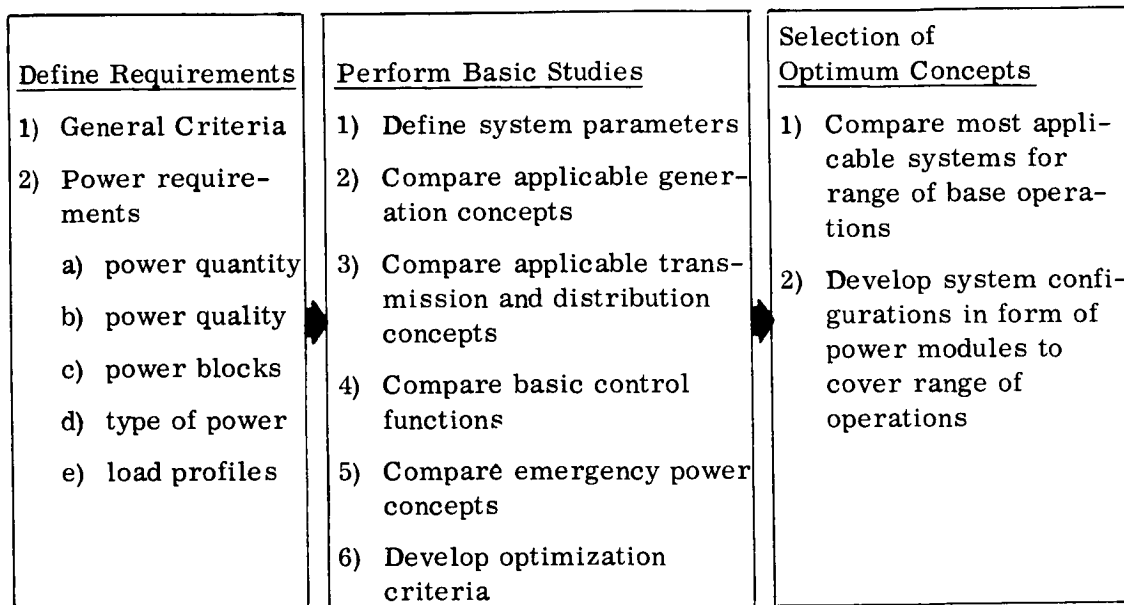 Define Requirements
1) General Criteria
2) Power require-
ments
a) power quantity
b) power quality
c) power blocks
d) type of power
e) load profiles
Perform Basic Studies
1) Define system parameters
2) Compare applicable gener-
ation concepts
3) Compare applicable trans-
mission and distribution
concepts
4) Compare basic control
functions
5) Compare emergency power
concepts
6) Develop optimization
criteria
Selection of
Optimum Concepts
1) Compare most appli-
cable systems for
range of base opera-
tions
2) Develop system confi-
gurations in form of
power modules to
cover range of
operations